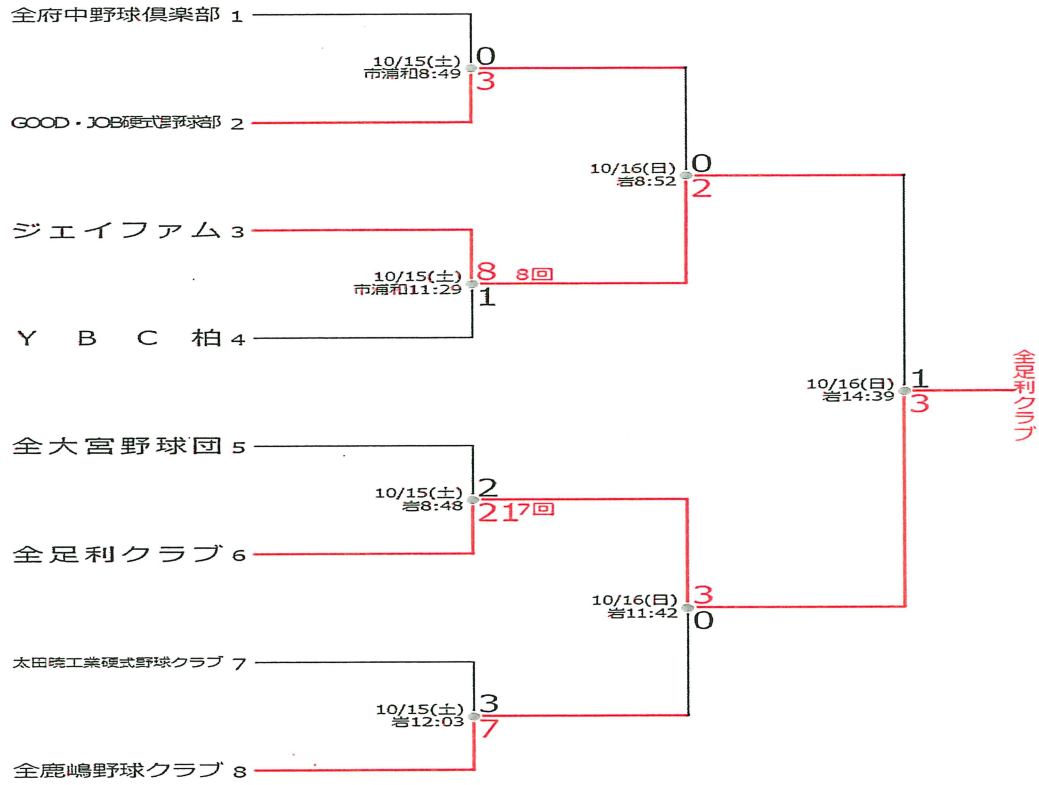 全府中野球倶楽部 1
10/15(土)
市浦和8:49
0
3
GOOD・JOB硬式野球部 2
10/16(日)
岩8:52
0
2
ジェイファム 3
10/15(土)
市浦和11:29
8 8回
1
YBC柏 4
全足利クラブ
10/16(日)
岩14:39
1
3
全大宮野球団 5
10/15(土)
岩8:48
2
21 7回
全足利クラブ 6
10/16(日)
岩11:42
3
0
太田暁工業硬式野球クラブ 7
10/15(土)
岩12:03
3
7
全鹿嶋野球クラブ 8